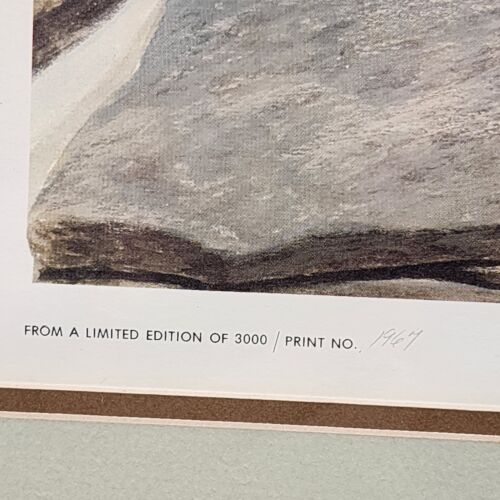 FROM A LIMITED EDITION OF 3000 / PRINT NO. 1967